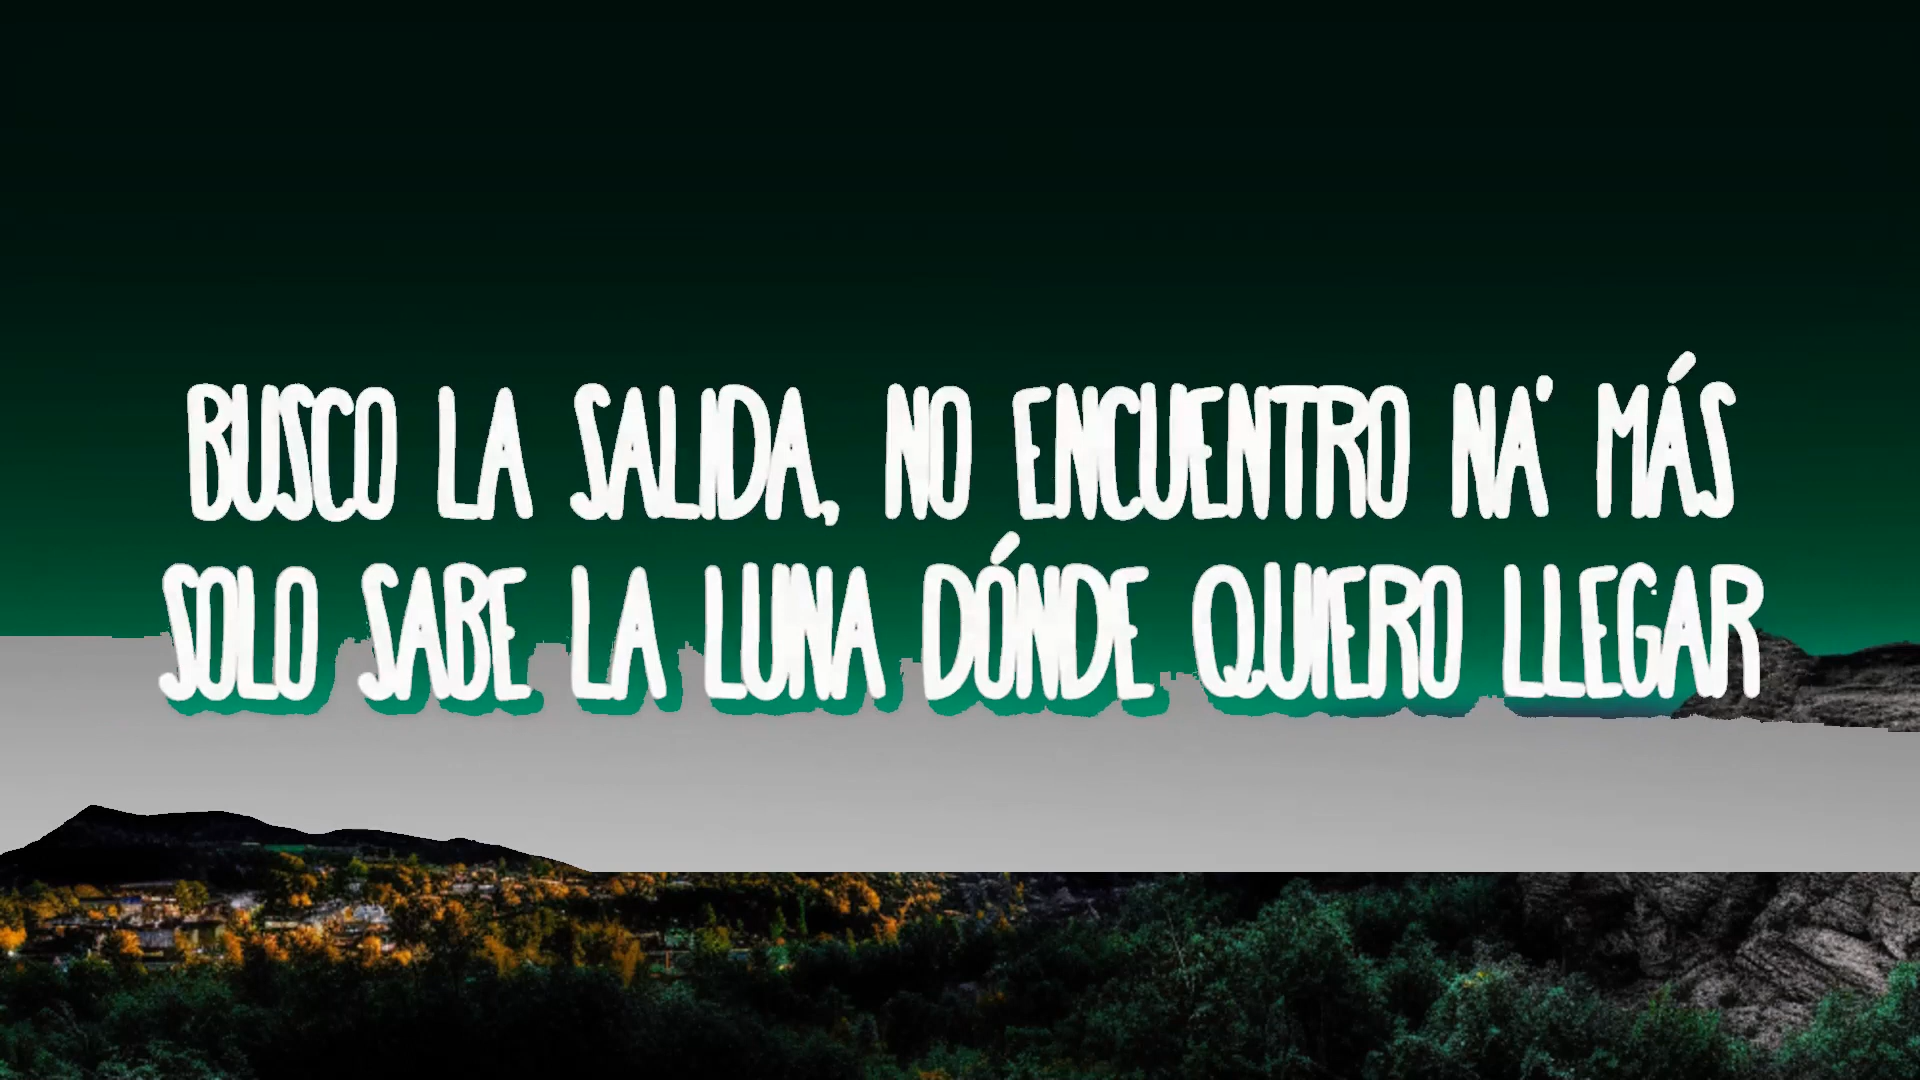 BUSCO LA SALIDA, NO ENCUENTRO NA' MÁS
SOLO SABE LA LUNA DÓNDE QUIERO LLEGAR